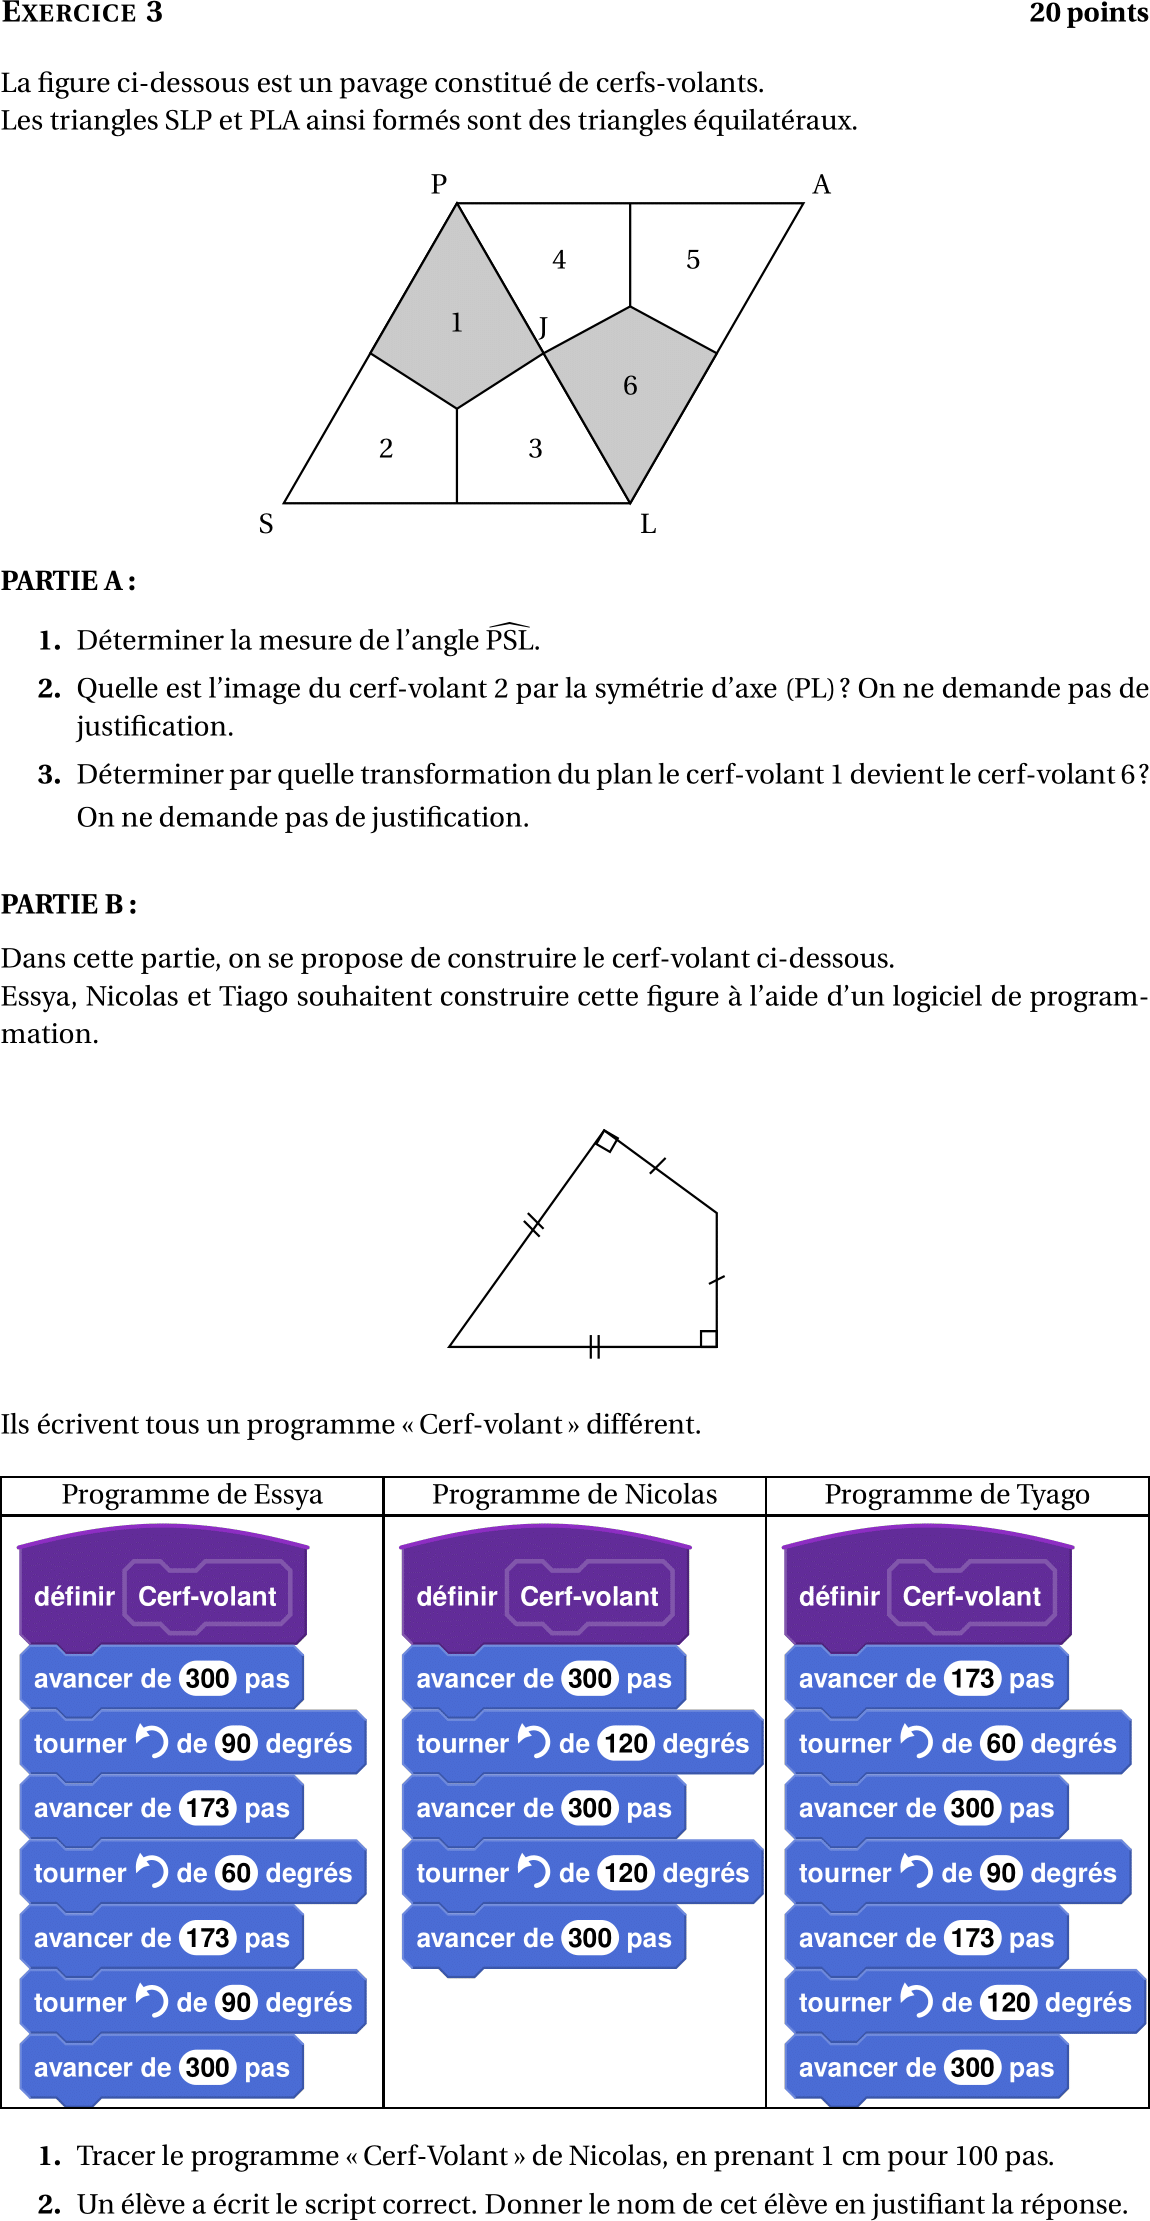 EXERCICE 3 20 points
La figure ci-dessous est un pavage constitué de cerfs-volants.
Les triangles SLP et PLA ainsi formés sont des triangles équilatéraux.
P A
4 5
1 J
6
2 3
S L
PARTIE A :
1. Déterminer la mesure de l'angle PSL.
2. Quelle est l'image du cerf-volant 2 par la symétrie d'axe (PL) ? On ne demande pas de
justification.
3. Déterminer par quelle transformation du plan le cerf-volant 1 devient le cerf-volant 6 ?
On ne demande pas de justification.
PARTIE B :
Dans cette partie, on se propose de construire le cerf-volant ci-dessous.
Essya, Nicolas et Tiago souhaitent construire cette figure à l'aide d'un logiciel de program-
mation.
Ils écrivent tous un programme « Cerf-volant » différent.
Programme de Essya
définir Cerf-volant
avancer de 300 pas
tourner de 90 degrés
avancer de 173 pas
tourner de 60 degrés
avancer de 173 pas
tourner de 90 degrés
avancer de 300 pas
Programme de Nicolas
définir Cerf-volant
avancer de 300 pas
tourner de 120 degrés
avancer de 300 pas
tourner de 120 degrés
avancer de 300 pas
Programme de Tyago
définir Cerf-volant
avancer de 173 pas
tourner de 60 degrés
avancer de 300 pas
tourner de 90 degrés
avancer de 173 pas
tourner de 120 degrés
avancer de 300 pas
1. Tracer le programme « Cerf-Volant » de Nicolas, en prenant 1 cm pour 100 pas.
2. Un élève a écrit le script correct. Donner le nom de cet élève en justifiant la réponse.